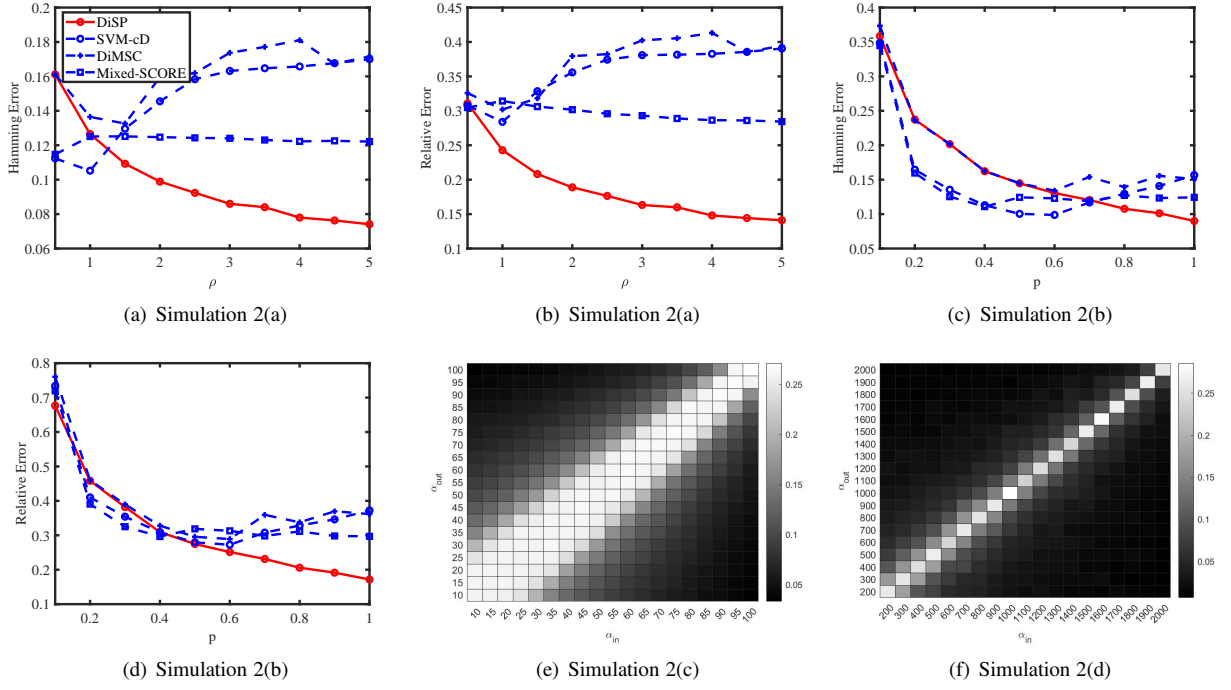 0.2
0.18
0.16
0.14
0.12
0.1
0.08
0.06
Hamming Error
DiSP
SVM-cD
DiMSC
Mixed-SCORE
1 2 3 4 5
ρ
(a) Simulation 2(a)
0.45
0.4
0.35
0.3
0.25
0.2
0.15
0.1
Relative Error
1 2 3 4 5
ρ
(b) Simulation 2(a)
0.4
0.35
0.3
0.25
0.2
0.15
0.1
0.05
Hamming Error
0.2 0.4 0.6 0.8 1
p
(c) Simulation 2(b)
0.8
0.7
0.6
0.5
0.4
0.3
0.2
0.1
Relative Error
0.2 0.4 0.6 0.8 1
p
(d) Simulation 2(b)
100
95
90
85
80
75
70
65
60
55
50
45
40
35
30
25
20
15
10
α_out
10 15 20 25 30 35 40 45 50 55 60 65 70 75 80 85 90 95 100
α_in
0.25
0.2
0.15
0.1
0.05
(e) Simulation 2(c)
2000
1900
1800
1700
1600
1500
1400
1300
1200
1100
1000
900
800
700
600
500
400
300
200
α_out
200 300 400 500 600 700 800 900 1000 1100 1200 1300 1400 1500 1600 1700 1800 1900 2000
α_in
0.25
0.2
0.15
0.1
0.05
(f) Simulation 2(d)